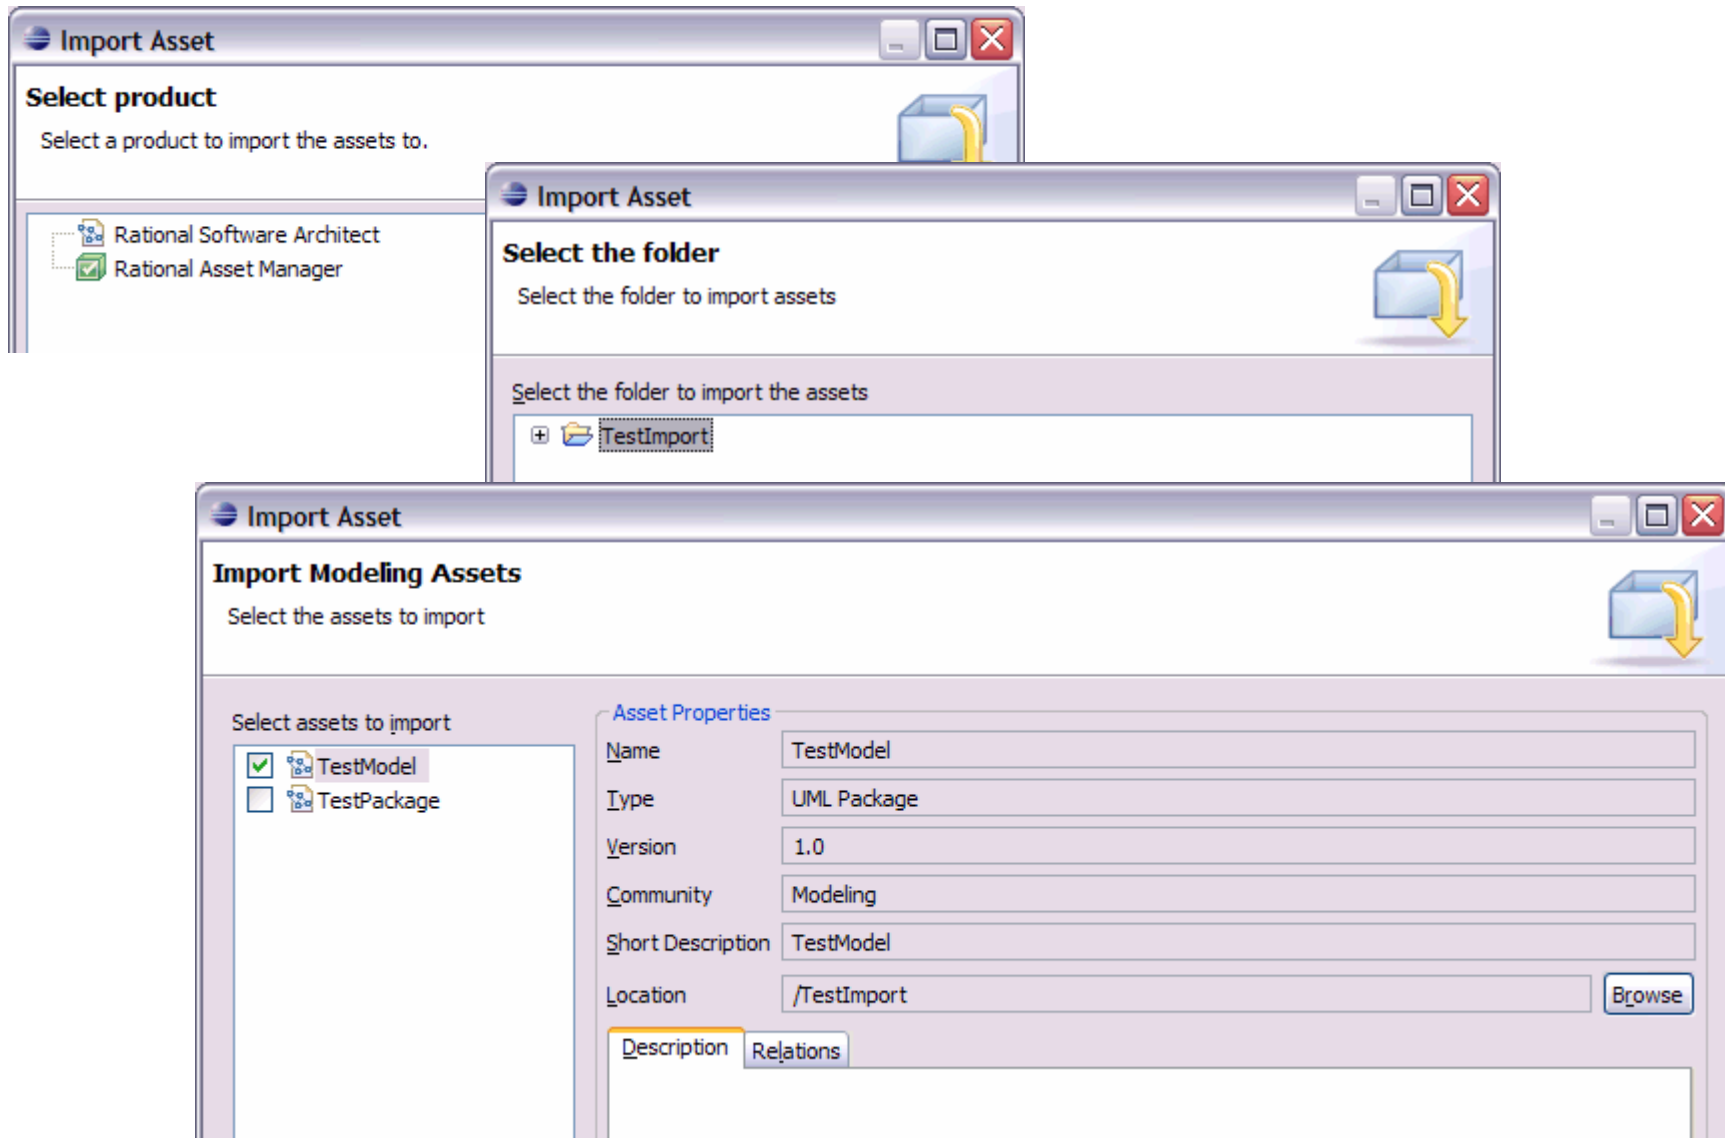 Import Asset
Select product
Select a product to import the assets to.
Rational Software Architect
Rational Asset Manager
Import Asset
Select the folder
Select the folder to import assets
Select the folder to import the assets
TestImport
Import Asset
Import Modeling Assets
Select the assets to import
Select assets to import
TestModel
TestPackage
Asset Properties
Name TestModel
Type UML Package
Version 1.0
Community Modeling
Short Description TestModel
Location /TestImport Browse
Description Relations